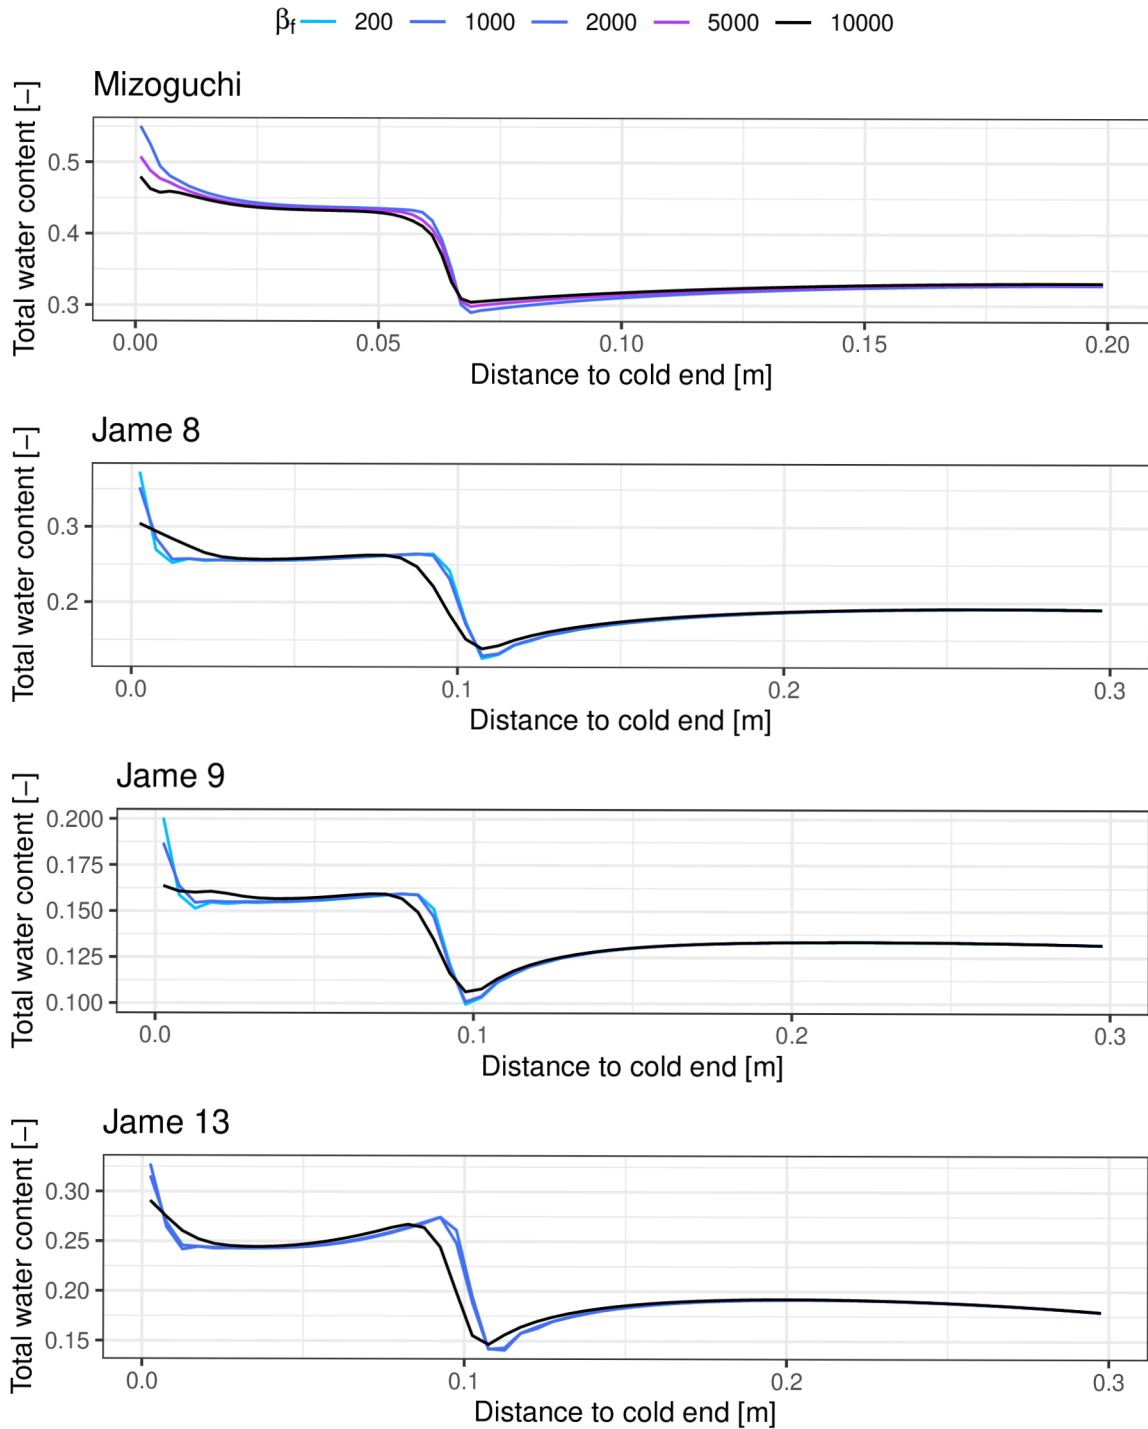 βf 200 1000 2000 5000 10000
Mizoguchi
Total water content [−]
0.5
0.4
0.3
0.00 0.05 0.10 0.15 0.20
Distance to cold end [m]
Jame 8
Total water content [−]
0.3
0.2
0.0 0.1 0.2 0.3
Distance to cold end [m]
Jame 9
Total water content [−]
0.200
0.175
0.150
0.125
0.100
0.0 0.1 0.2 0.3
Distance to cold end [m]
Jame 13
Total water content [−]
0.30
0.25
0.20
0.15
0.0 0.1 0.2 0.3
Distance to cold end [m]